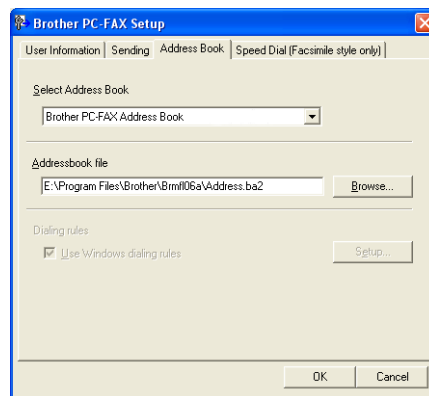 Brother PC-FAX Setup
User Information Sending Address Book Speed Dial (Facsimile style only)
Select Address Book
Brother PC-FAX Address Book
Addressbook file
E:\Program Files\Brother\Brmfl06a\Address.ba2 Browse...
Dialing rules
Use Windows dialing rules Setup...
OK Cancel